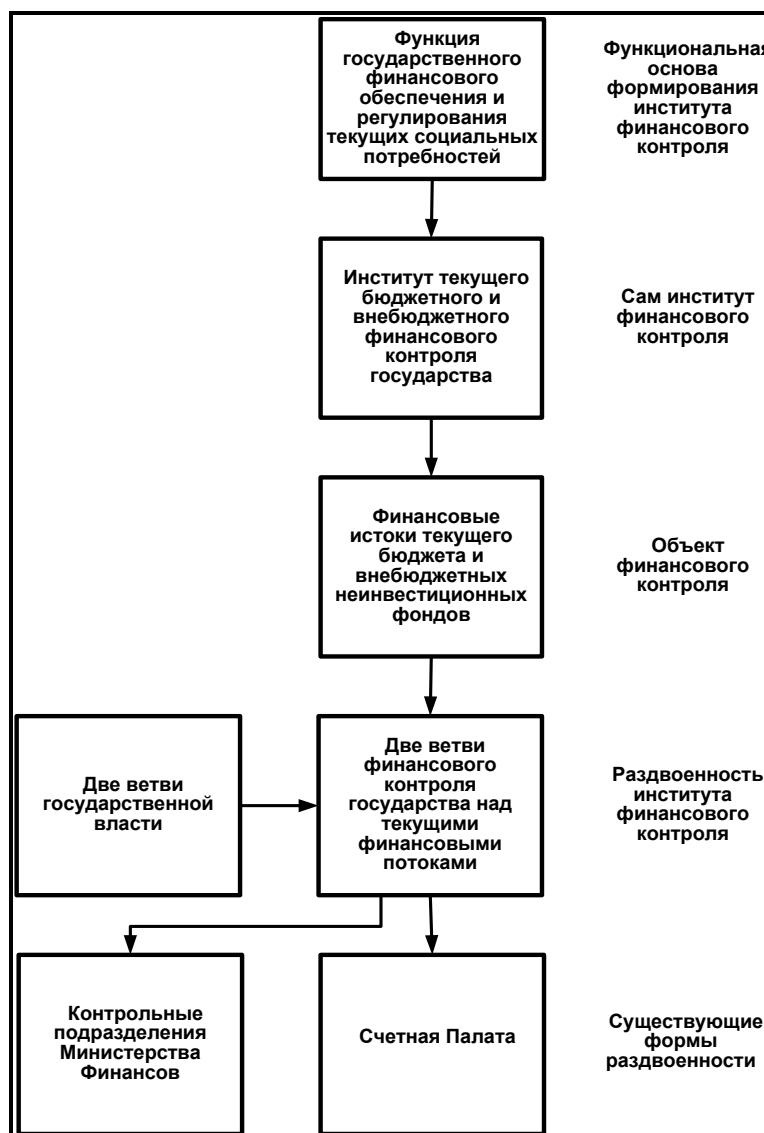 Функция
государственного
финансового
обеспечения и
регулирования
текущих социальных
потребностей
Функциональная
основа
формирования
института
финансового
контроля
Институт текущего
бюджетного и
внебюджетного
финансового
контроля
государства
Сам институт
финансового
контроля
Финансовые
истоки текущего
бюджета и
внебюджетных
неинвестиционных
фондов
Объект
финансового
контроля
Две ветви
государственной
власти
Две ветви
финансового
контроля
государства над
текущими
финансовыми
потоками
Раздвоенность
института
финансового
контроля
Контрольные
подразделения
Министерства
Финансов
Счетная Палата
Существующие
формы
раздвоенности